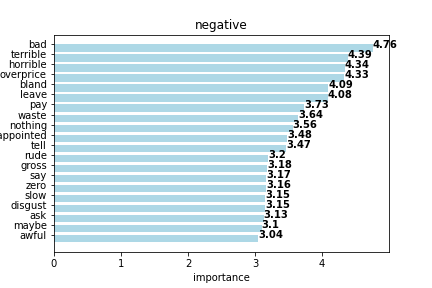 negative
bad 4.76
terrible 4.39
horrible 4.34
overprice 4.33
bland 4.09
leave 4.08
pay 3.73
waste 3.64
nothing 3.56
appointed 3.48
tell 3.47
rude 3.2
gross 3.18
say 3.17
zero 3.16
slow 3.15
disgust 3.15
ask 3.13
maybe 3.1
awful 3.04
0 1 2 3 4
importance